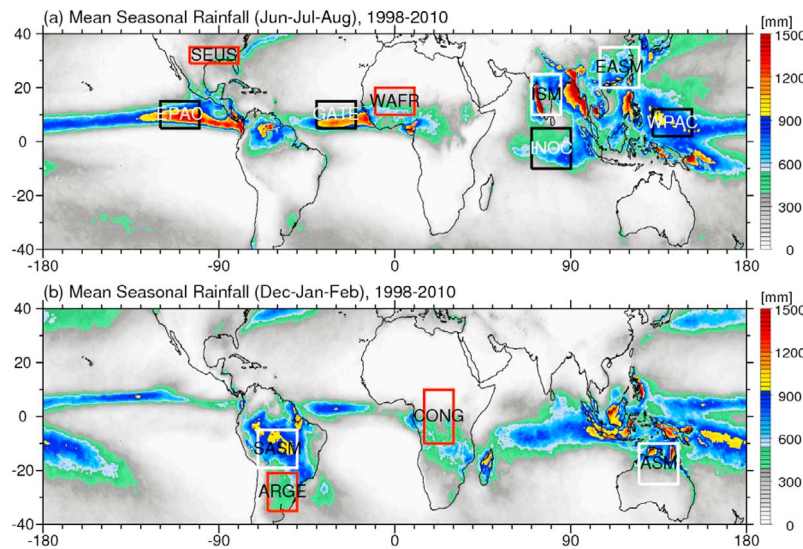 (a) Mean Seasonal Rainfall (Jun-Jul-Aug), 1998-2010 [mm]
40 1500
SEUS EASM
20 1200
ISM
WAFR
EPAC GATE WPAC 900
0
INOC 600
-20 300
-40 0
-180 -90 0 90 180
(b) Mean Seasonal Rainfall (Dec-Jan-Feb), 1998-2010 [mm]
40 1500
20 1200
0 CONG 900
SASM ASM
-20 600
ARGE 300
-40 0
-180 -90 0 90 180